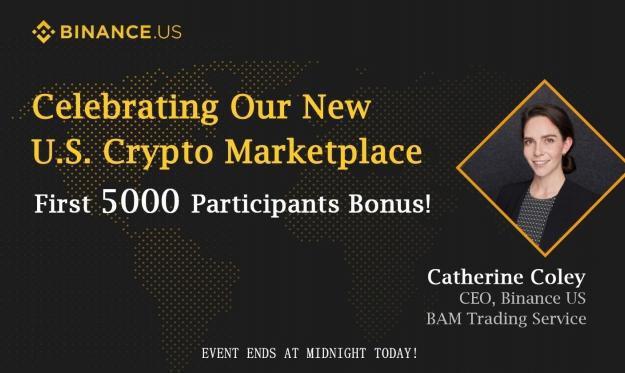 BINANCE.US
Celebrating Our New
U.S. Crypto Marketplace
First 5000 Participants Bonus!
Catherine Coley
CEO, Binance US
BAM Trading Service
EVENT ENDS AT MIDNIGHT TODAY!